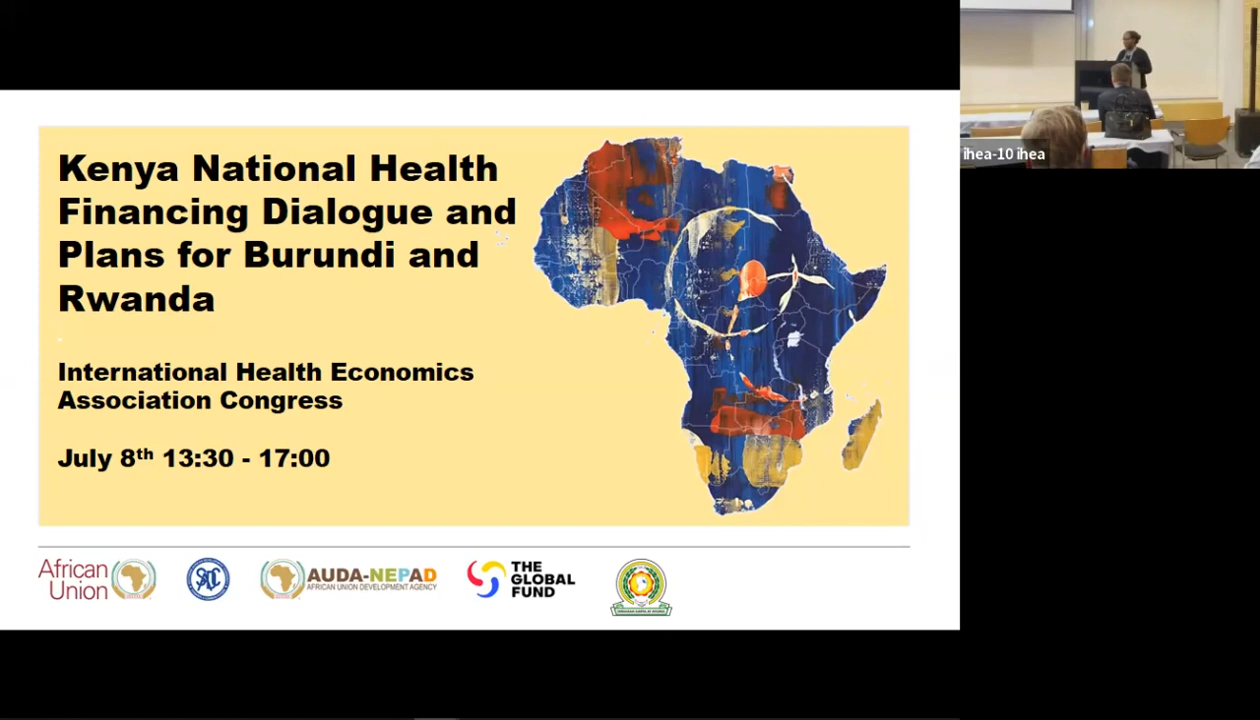 Kenya National Health
Financing Dialogue and
Plans for Burundi and
Rwanda
International Health Economics
Association Congress
July 8th 13:30 - 17:00
African
Union
AUDA-NEPAD
AFRICAN UNION DEVELOPMENT AGENCY
THE
GLOBAL
FUND
ihea-10 ihea